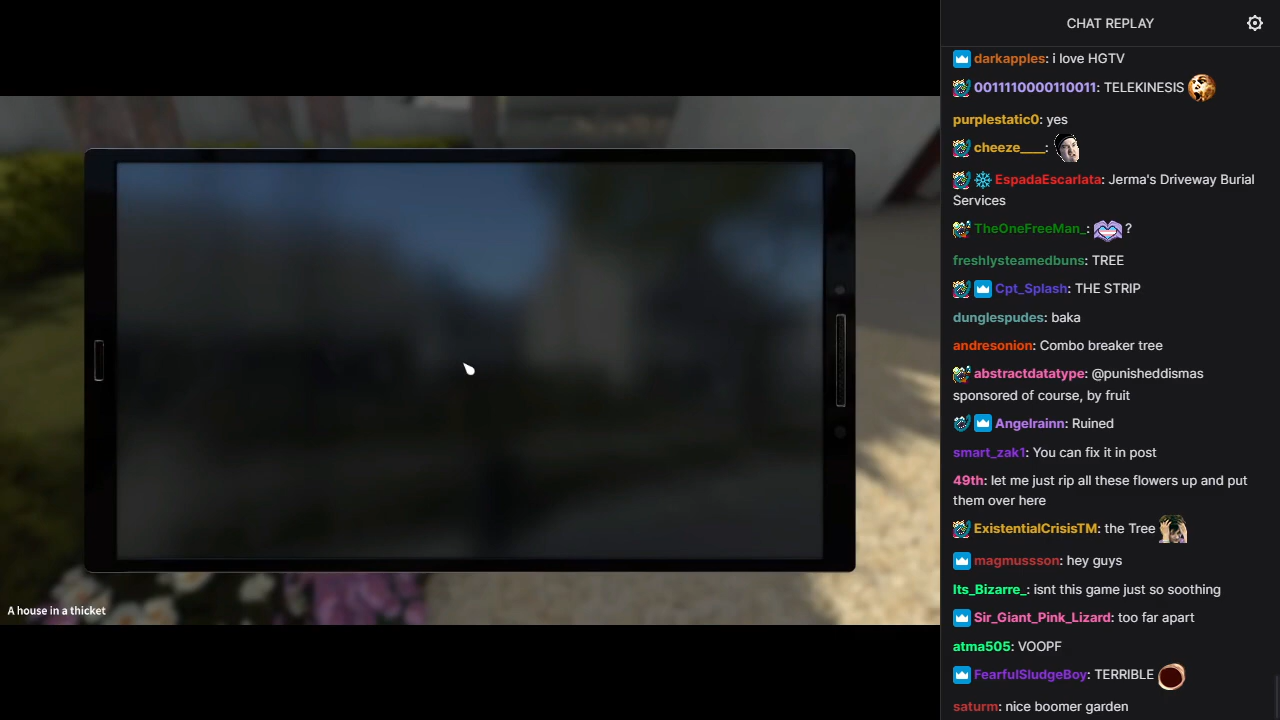 CHAT REPLAY
darkapples: i love HGTV
0011110000110011: TELEKINESIS
purplestatic0: yes
cheeze____:
EspadaEscarlata: Jerma's Driveway Burial
Services
TheOneFreeMan_: ?
freshlysteamedbuns: TREE
Cpt_Splash: THE STRIP
dunglespudes: baka
andresonion: Combo breaker tree
abstractdatatype: @punisheddismas
sponsored of course, by fruit
Angelrainn: Ruined
smart_zak1: You can fix it in post
49th: let me just rip all these flowers up and put
them over here
ExistentialCrisisTM: the Tree
magmussson: hey guys
Its_Bizarre_: isnt this game just so soothing
Sir_Giant_Pink_Lizard: too far apart
atma505: VOOPF
FearfulSludgeBoy: TERRIBLE
saturm: nice boomer garden
A house in a thicket